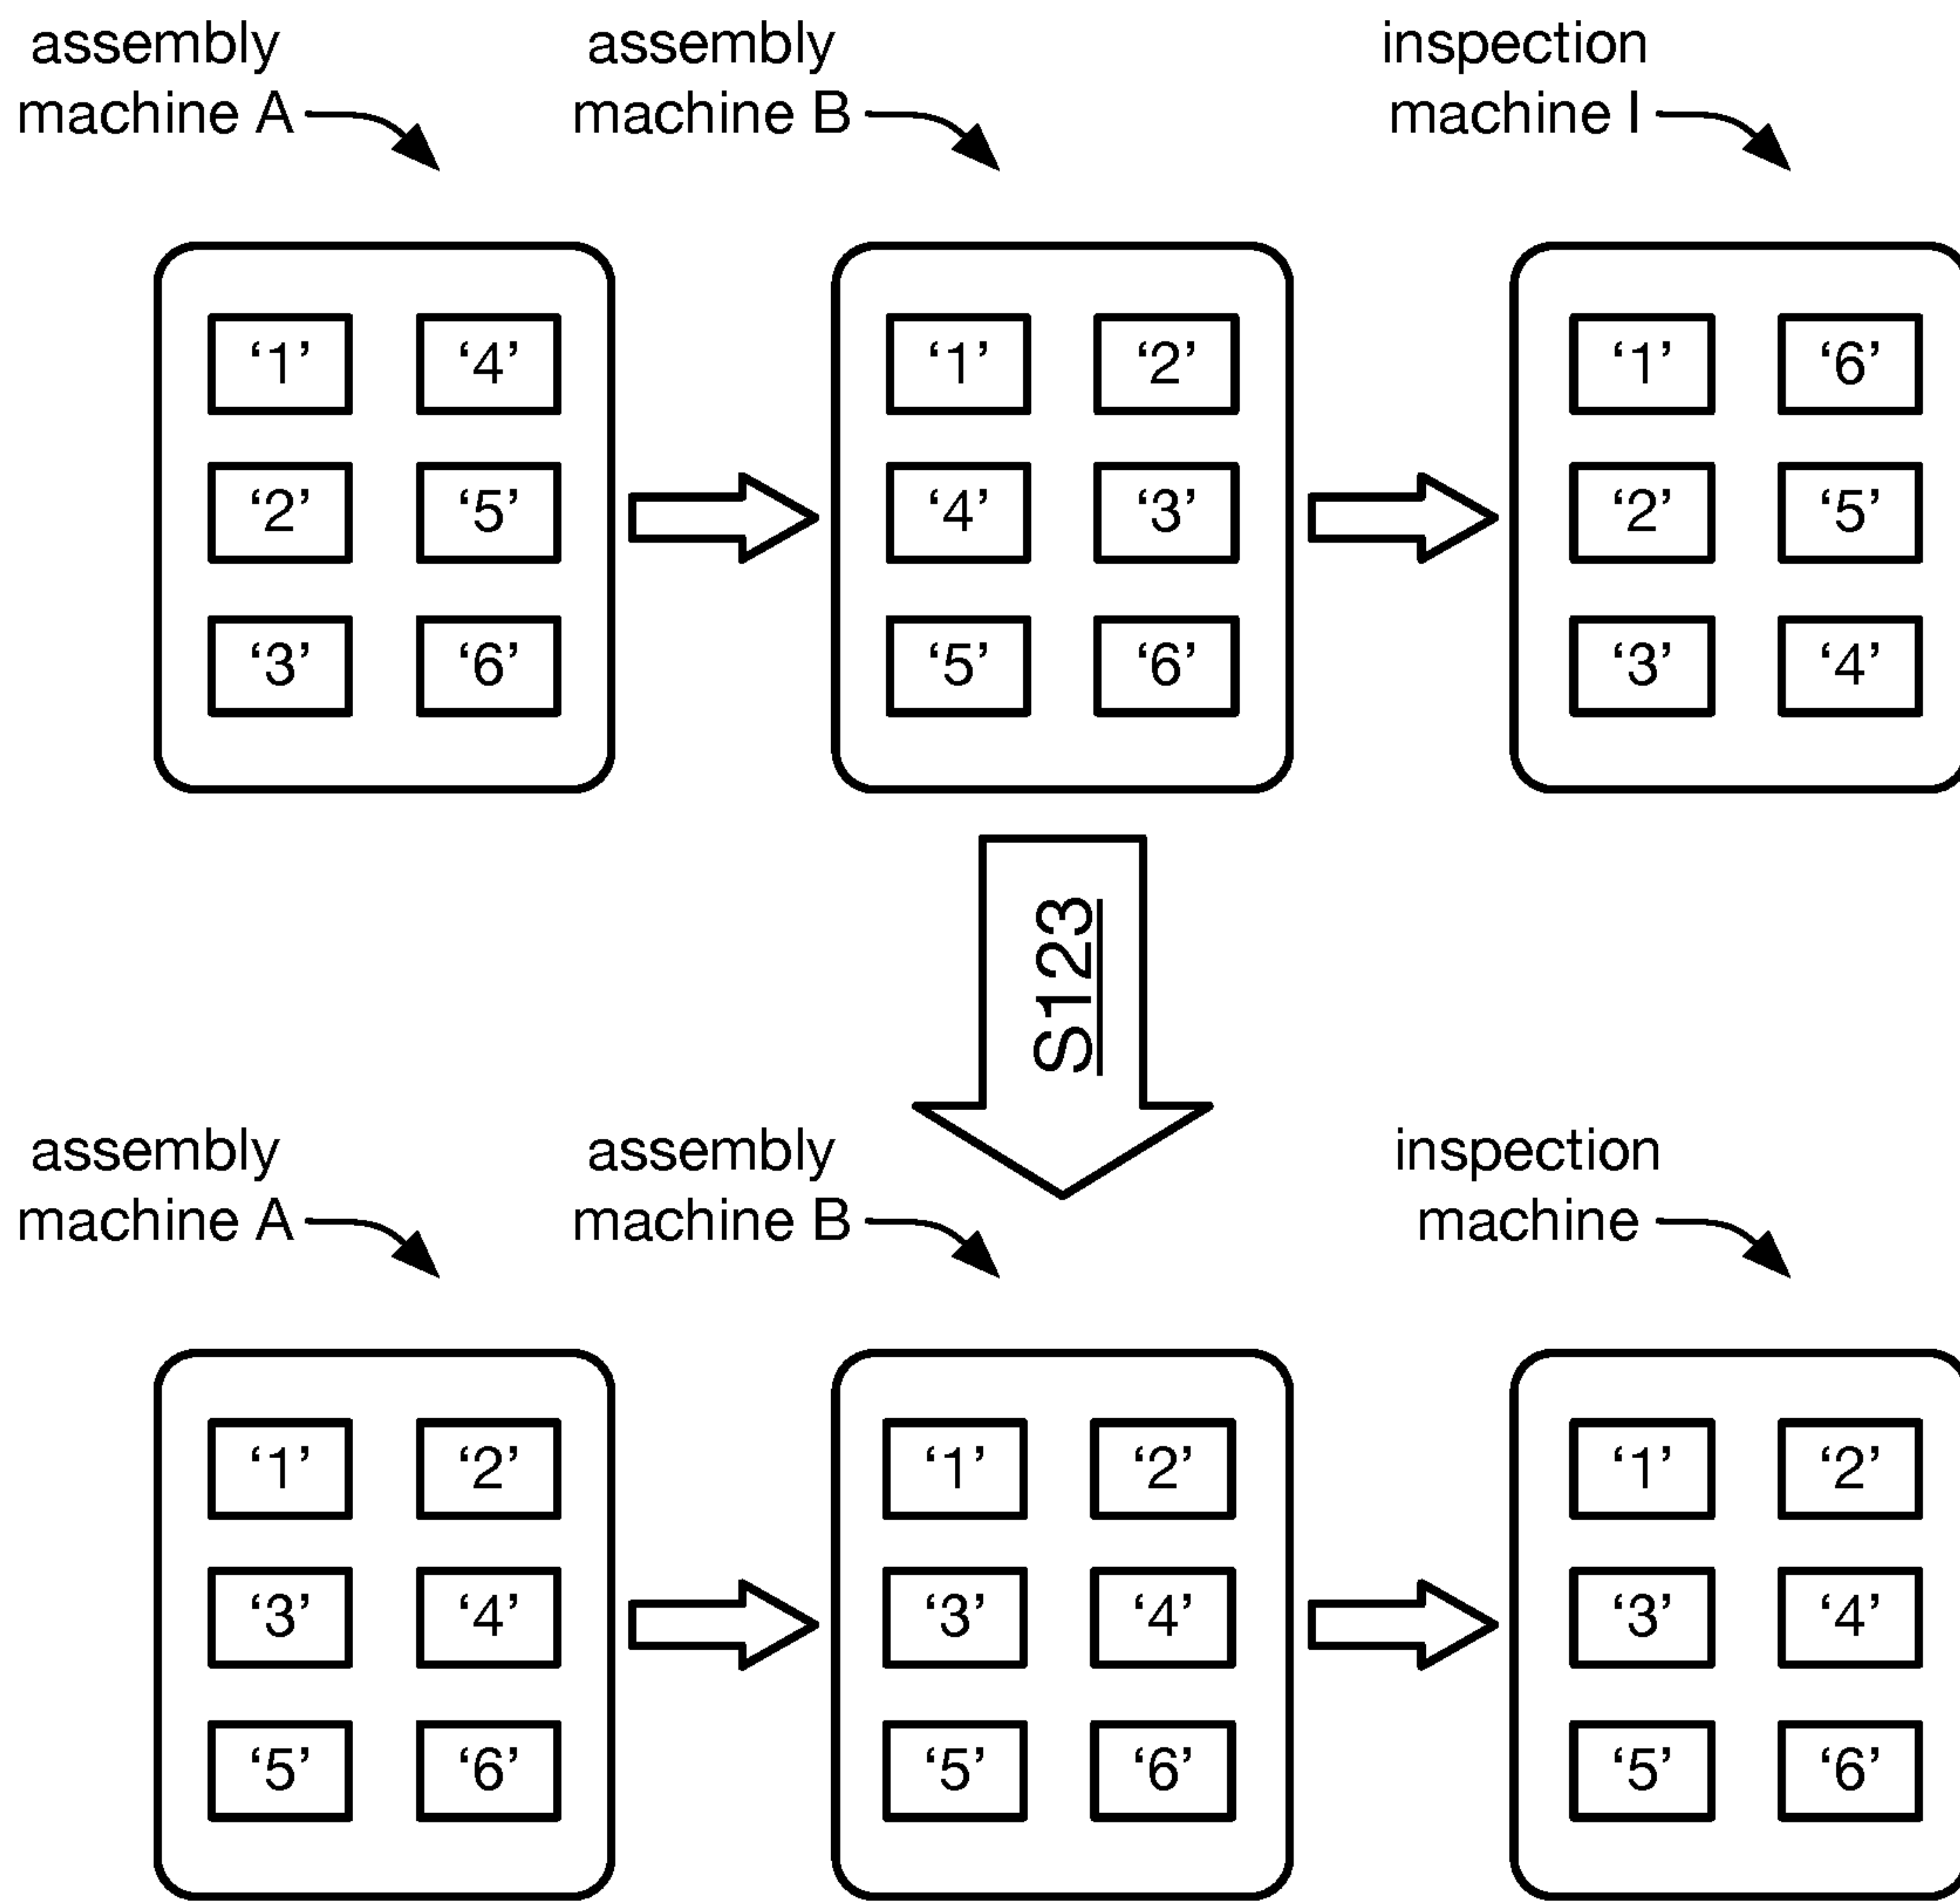 assembly
machine A
assembly
machine B
inspection
machine I
‘1’ ‘4’
‘2’ ‘5’
‘3’ ‘6’
‘1’ ‘2’
‘4’ ‘3’
‘5’ ‘6’
‘1’ ‘6’
‘2’ ‘5’
‘3’ ‘4’
S123
assembly
machine A
assembly
machine B
inspection
machine
‘1’ ‘2’
‘3’ ‘4’
‘5’ ‘6’
‘1’ ‘2’
‘3’ ‘4’
‘5’ ‘6’
‘1’ ‘2’
‘3’ ‘4’
‘5’ ‘6’